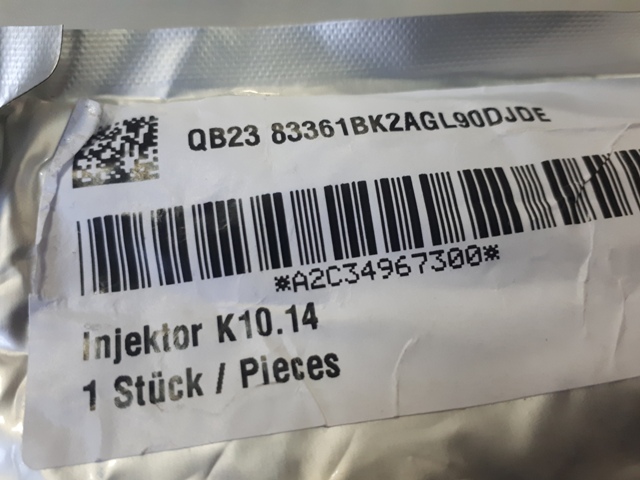 QB23 83361BK2AGL90DJDE
*A2C34967300*
Injektor K10.14
1 Stück / Pieces